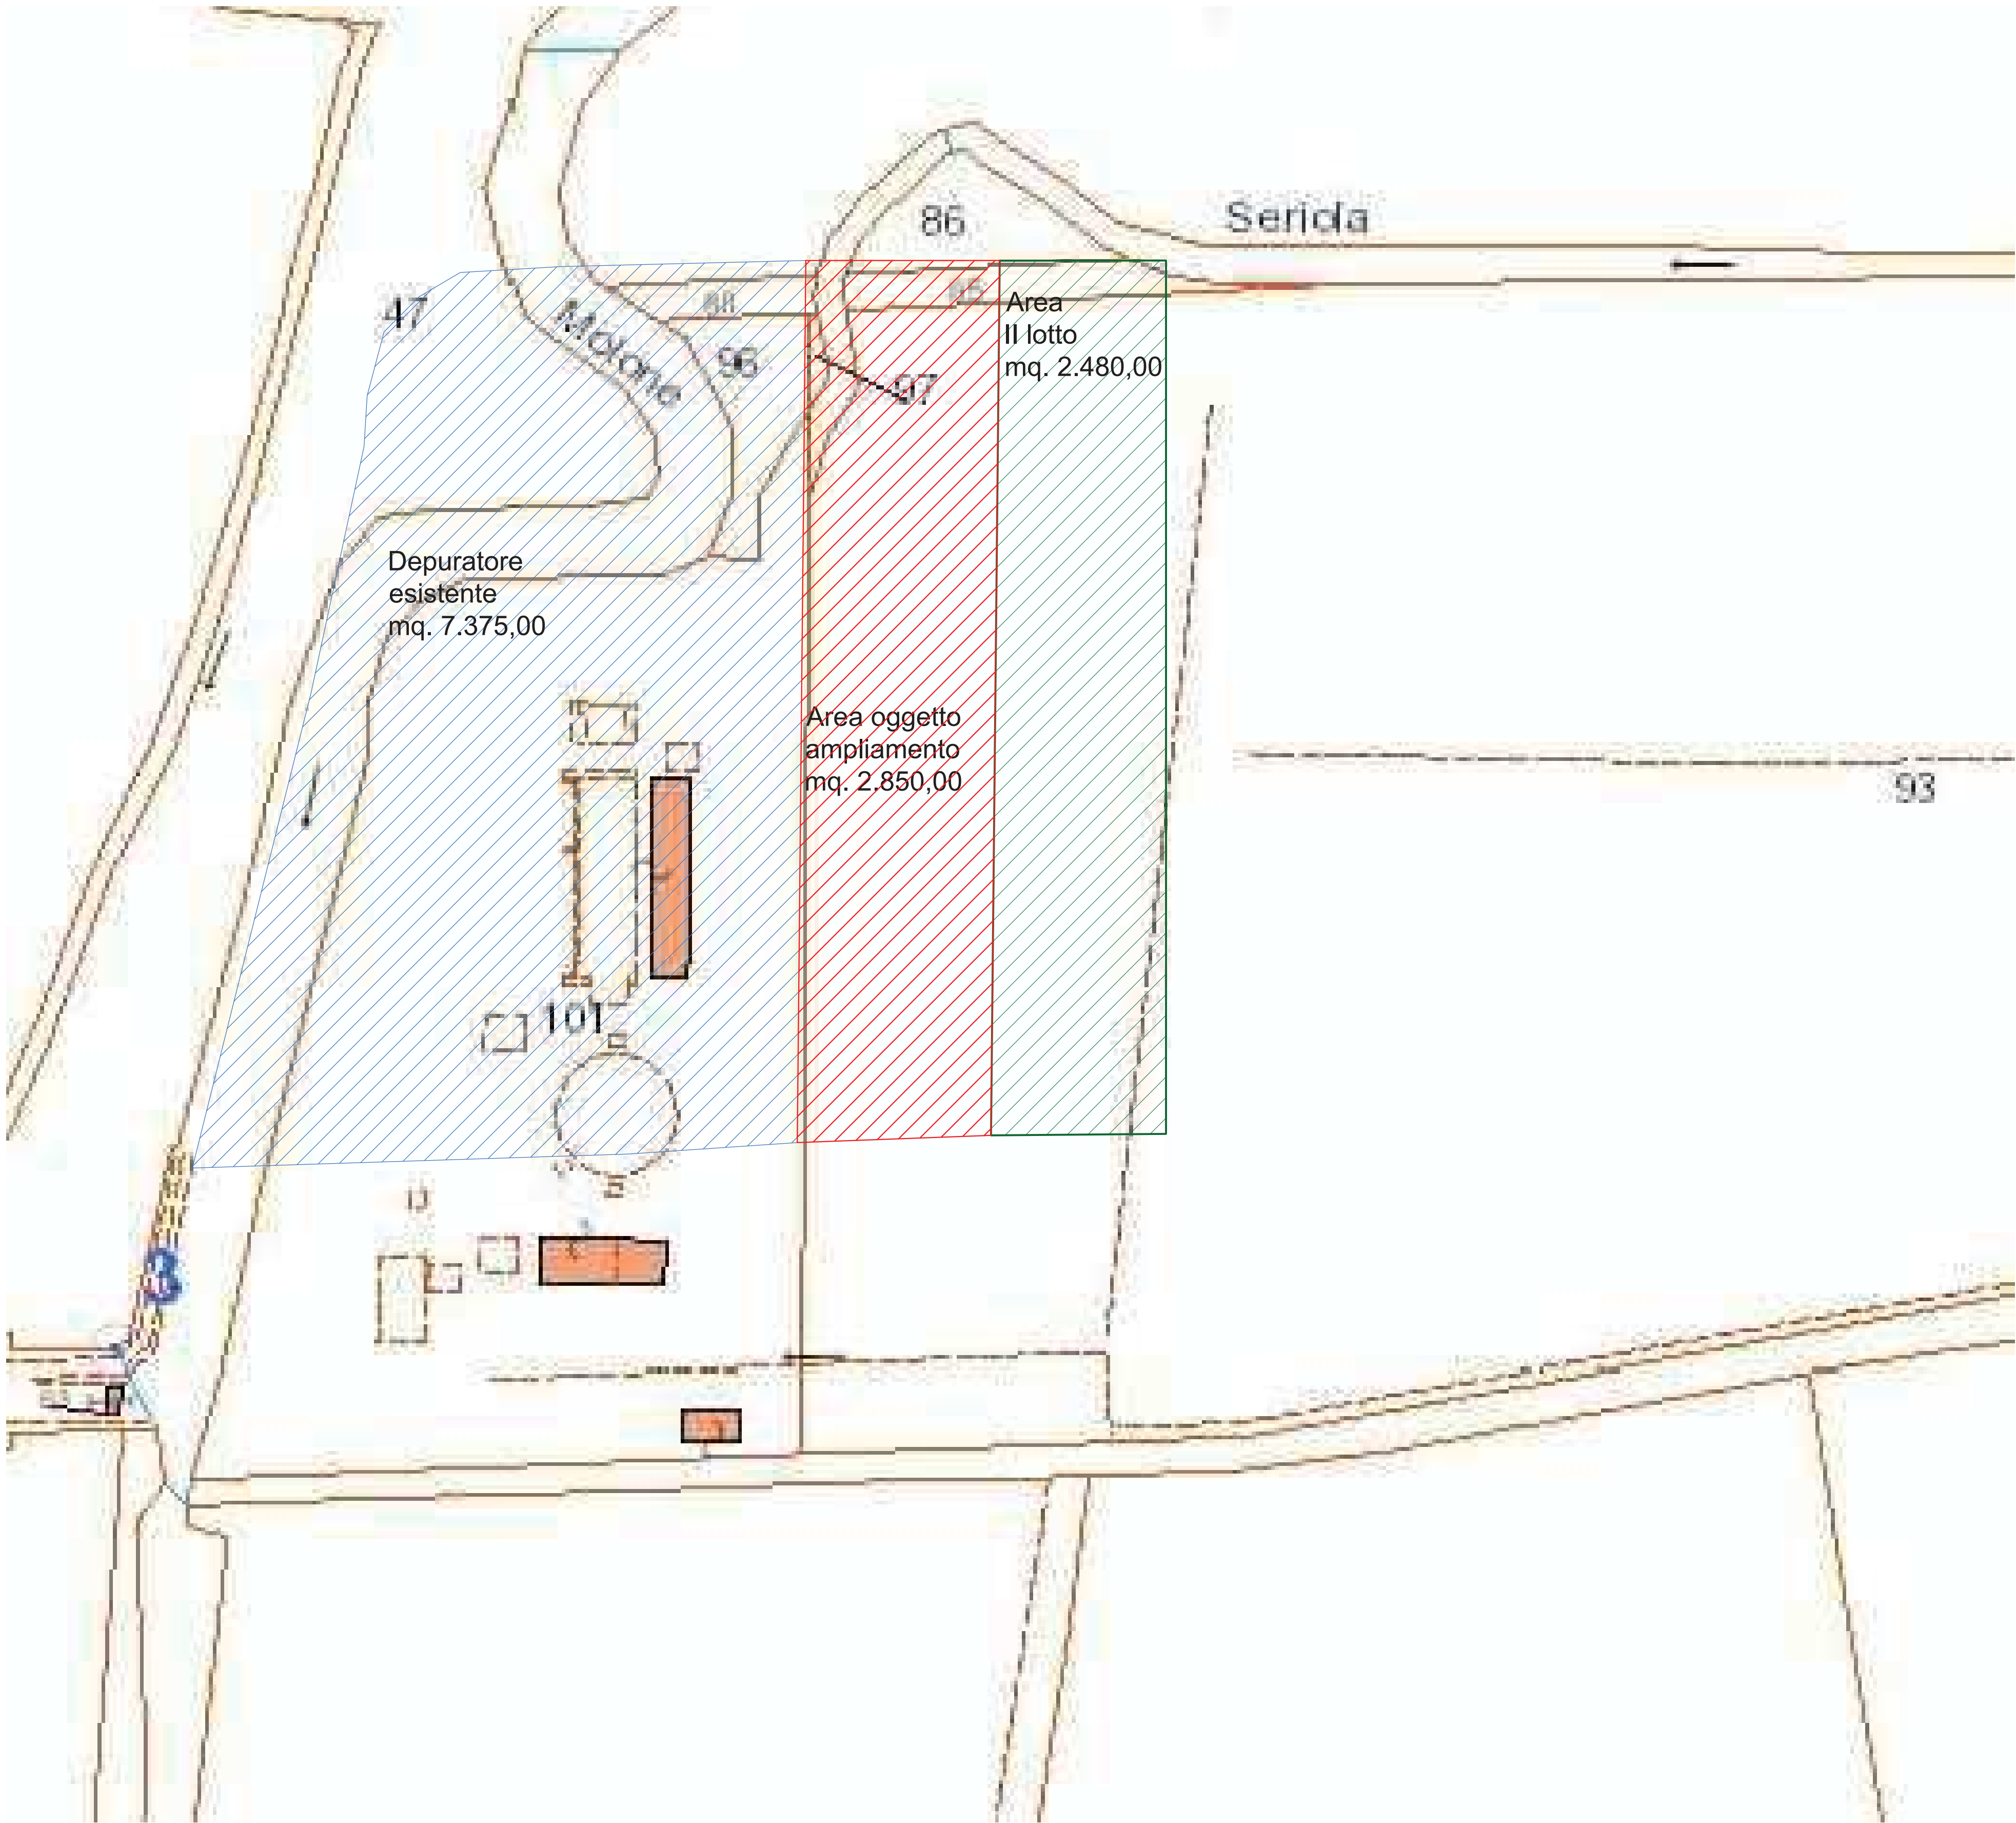 86
Seriola
47
Area
II lotto
mq. 2.480,00
Molone
96
97
Depuratore
esistente
mq. 7.375,00
Area oggetto
ampliamento
mq. 2.850,00
93
101
3